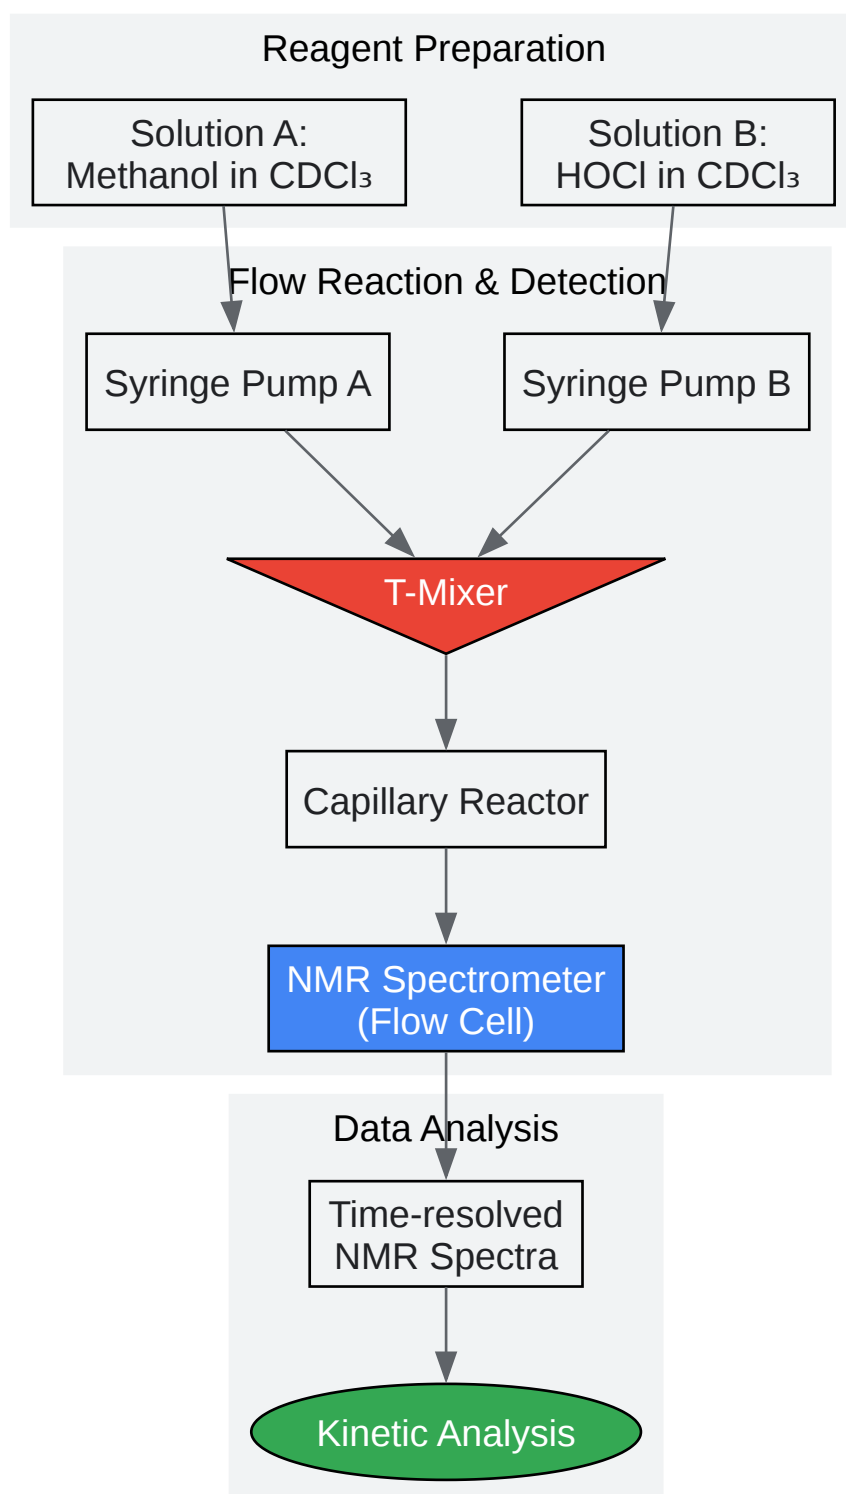 Reagent Preparation
Solution A:
Methanol in CDCl₃
Solution B:
HOCl in CDCl₃
Flow Reaction & Detection
Syringe Pump A
Syringe Pump B
T-Mixer
Capillary Reactor
NMR Spectrometer
(Flow Cell)
Data Analysis
Time-resolved
NMR Spectra
Kinetic Analysis